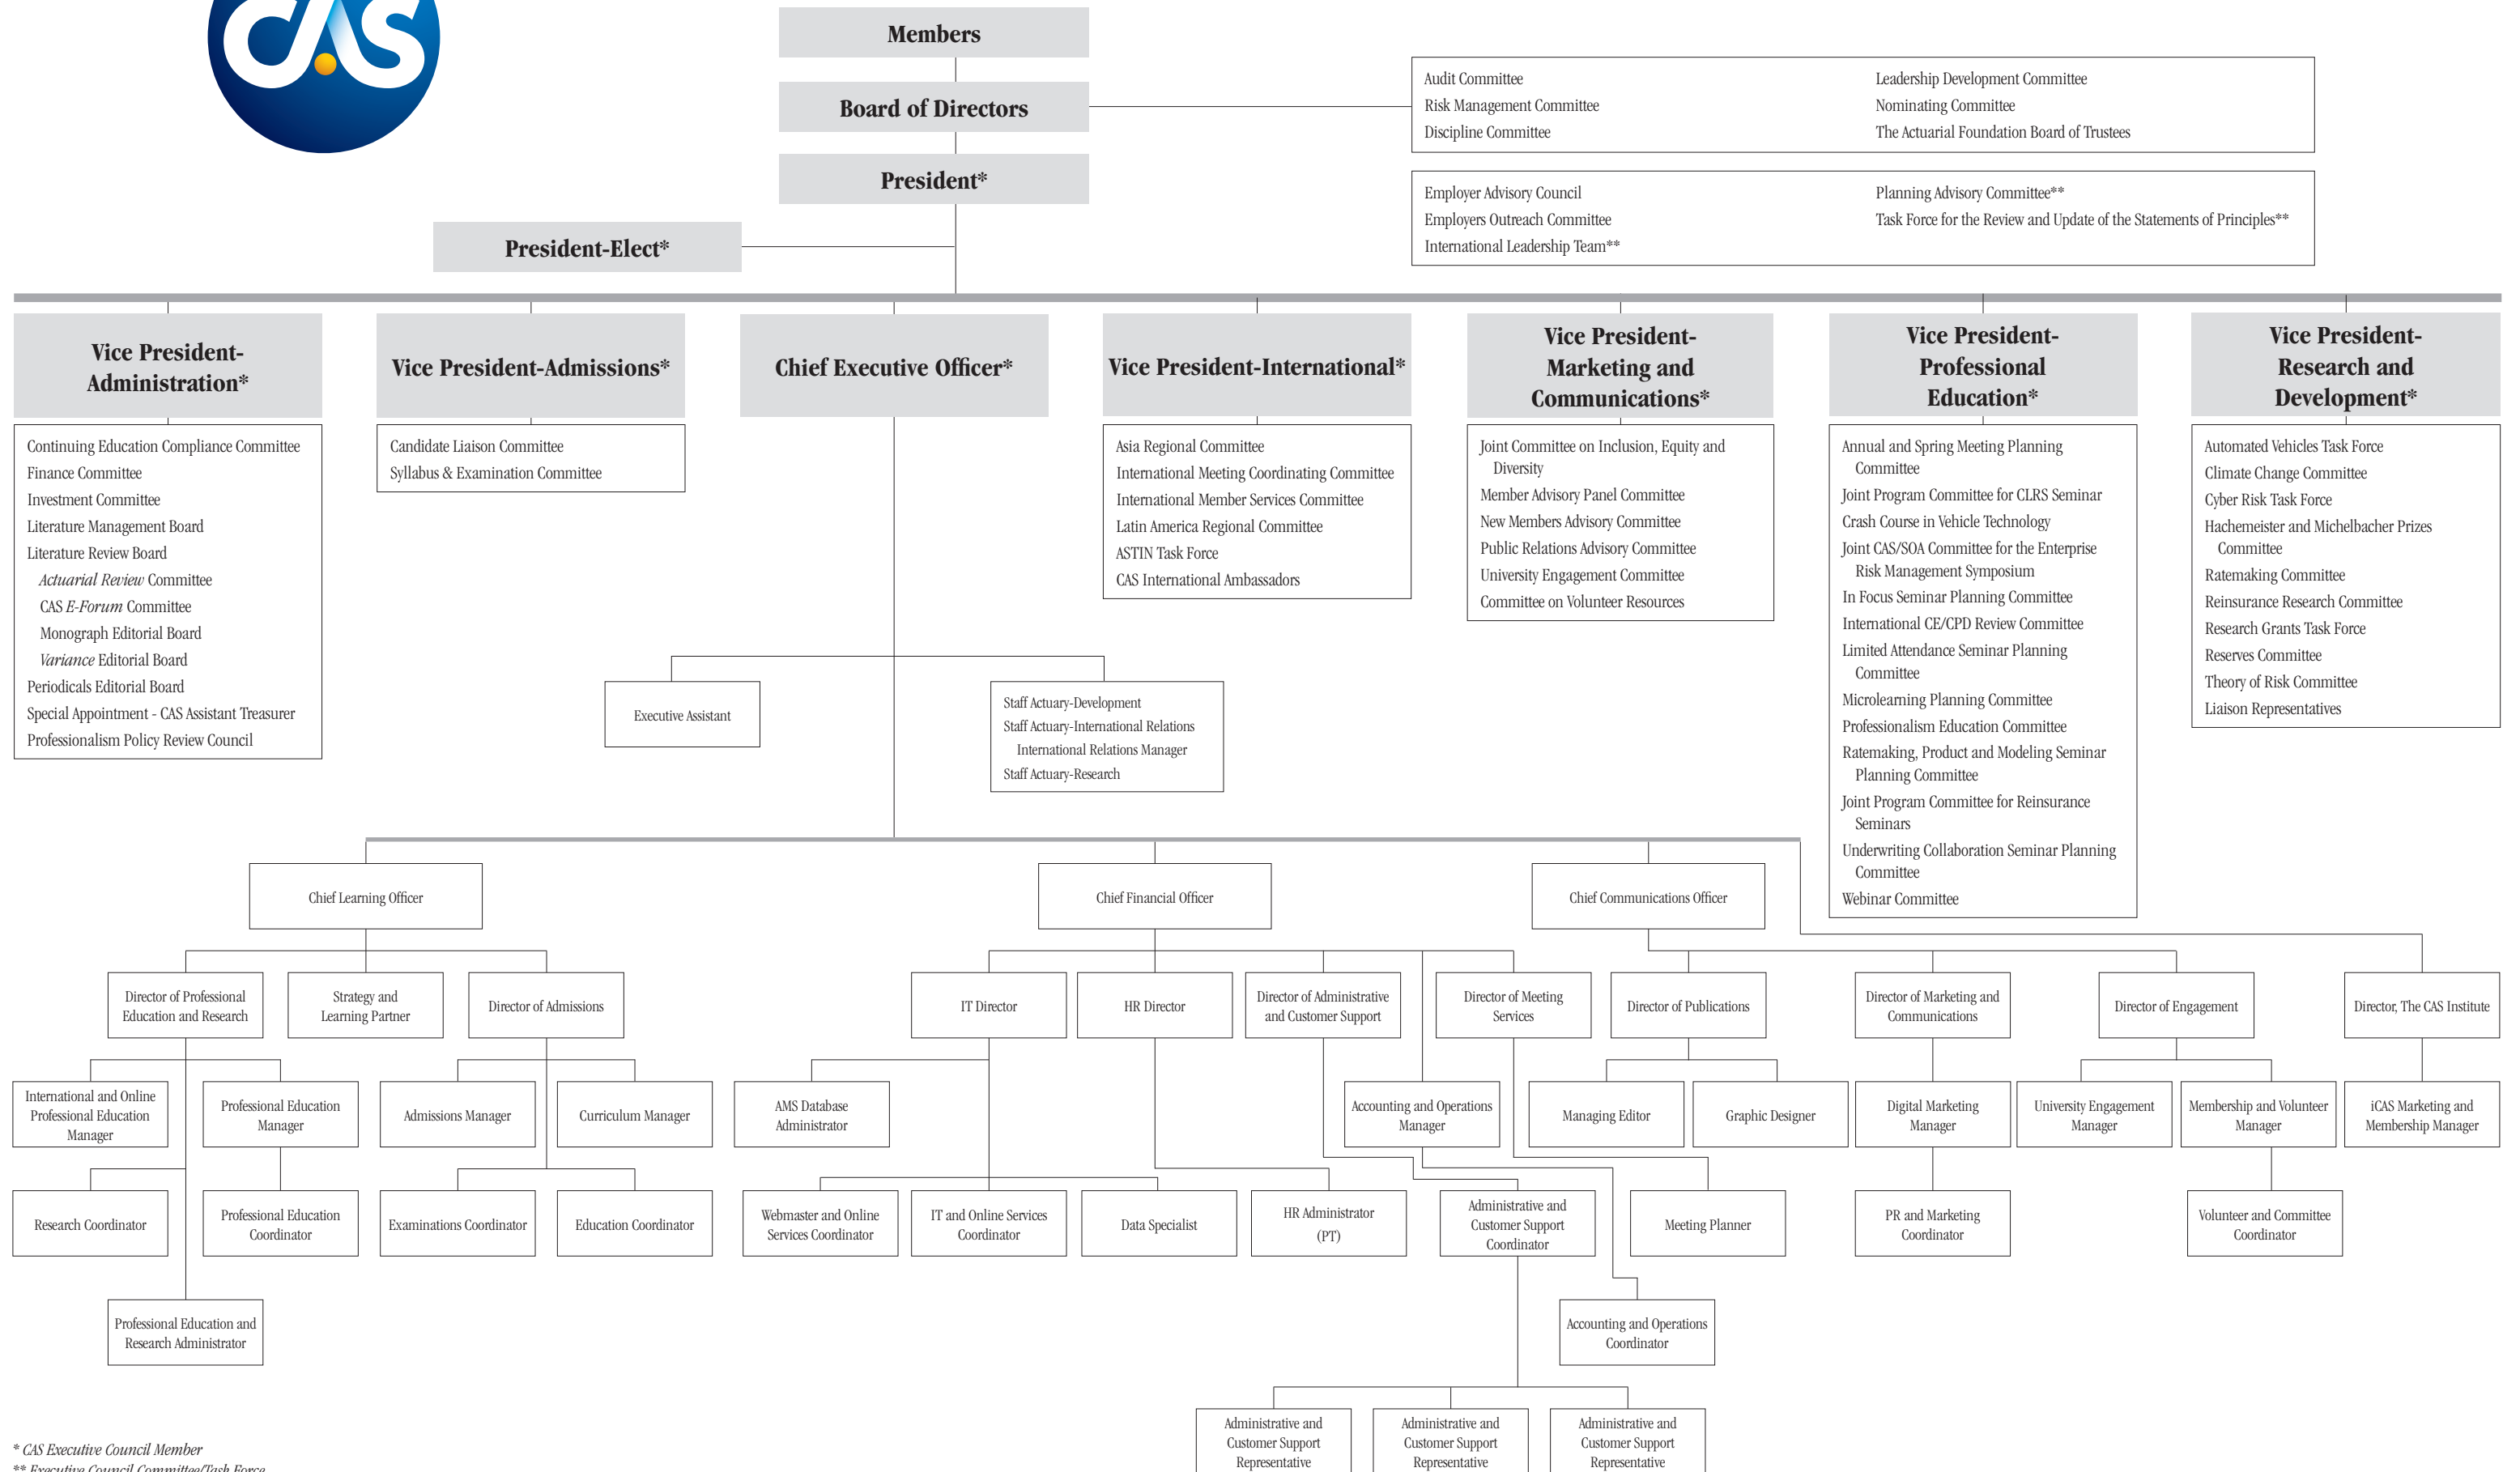 CAS
Members
Board of Directors
President*
President-Elect*
Audit Committee
Risk Management Committee
Discipline Committee
Leadership Development Committee
Nominating Committee
The Actuarial Foundation Board of Trustees
Employer Advisory Council
Employers Outreach Committee
International Leadership Team**
Planning Advisory Committee**
Task Force for the Review and Update of the Statements of Principles**
Vice President-
Administration*
Continuing Education Compliance Committee
Finance Committee
Investment Committee
Literature Management Board
Literature Review Board
Actuarial Review Committee
CAS E-Forum Committee
Monograph Editorial Board
Variance Editorial Board
Periodicals Editorial Board
Special Appointment - CAS Assistant Treasurer
Professionalism Policy Review Council
Vice President-Admissions*
Candidate Liaison Committee
Syllabus & Examination Committee
Chief Executive Officer*
Vice President-International*
Asia Regional Committee
International Meeting Coordinating Committee
International Member Services Committee
Latin America Regional Committee
ASTIN Task Force
CAS International Ambassadors
Vice President-
Marketing and
Communications*
Joint Committee on Inclusion, Equity and
Diversity
Member Advisory Panel Committee
New Members Advisory Committee
Public Relations Advisory Committee
University Engagement Committee
Committee on Volunteer Resources
Vice President-
Professional
Education*
Annual and Spring Meeting Planning
Committee
Joint Program Committee for CLRS Seminar
Crash Course in Vehicle Technology
Joint CAS/SOA Committee for the Enterprise
Risk Management Symposium
In Focus Seminar Planning Committee
International CE/CPD Review Committee
Limited Attendance Seminar Planning
Committee
Microlearning Planning Committee
Professionalism Education Committee
Ratemaking, Product and Modeling Seminar
Planning Committee
Joint Program Committee for Reinsurance
Seminars
Underwriting Collaboration Seminar Planning
Committee
Webinar Committee
Vice President-
Research and
Development*
Automated Vehicles Task Force
Climate Change Committee
Cyber Risk Task Force
Hachemeister and Michelbacher Prizes
Committee
Ratemaking Committee
Reinsurance Research Committee
Research Grants Task Force
Reserves Committee
Theory of Risk Committee
Liaison Representatives
Executive Assistant
Staff Actuary-Development
Staff Actuary-International Relations
International Relations Manager
Staff Actuary-Research
Chief Learning Officer
Chief Financial Officer
Chief Communications Officer
Director of Professional
Education and Research
Strategy and
Learning Partner
Director of Admissions
IT Director
HR Director
Director of Administrative
and Customer Support
Director of Meeting
Services
Director of Publications
Director of Marketing and
Communications
Director of Engagement
Director, The CAS Institute
International and Online
Professional Education
Manager
Professional Education
Manager
Admissions Manager
Curriculum Manager
AMS Database
Administrator
Accounting and Operations
Manager
Managing Editor
Graphic Designer
Digital Marketing
Manager
University Engagement
Manager
Membership and Volunteer
Manager
iCAS Marketing and
Membership Manager
Research Coordinator
Professional Education
Coordinator
Examinations Coordinator
Education Coordinator
Webmaster and Online
Services Coordinator
IT and Online Services
Coordinator
Data Specialist
HR Administrator
(PT)
Administrative and
Customer Support
Coordinator
Meeting Planner
PR and Marketing
Coordinator
Volunteer and Committee
Coordinator
Professional Education and
Research Administrator
Accounting and Operations
Coordinator
Administrative and
Customer Support
Representative
Administrative and
Customer Support
Representative
Administrative and
Customer Support
Representative
* CAS Executive Council Member
** Executive Council Committee/Task Force